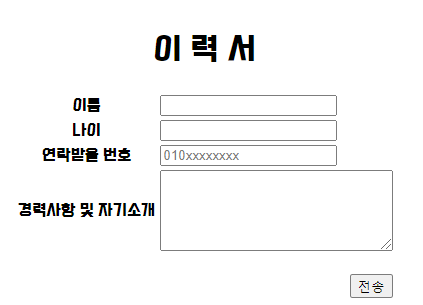 이 력 서
이름
나이
연락받을 번호
010xxxxxxxx
경력사항 및 자기소개
전송